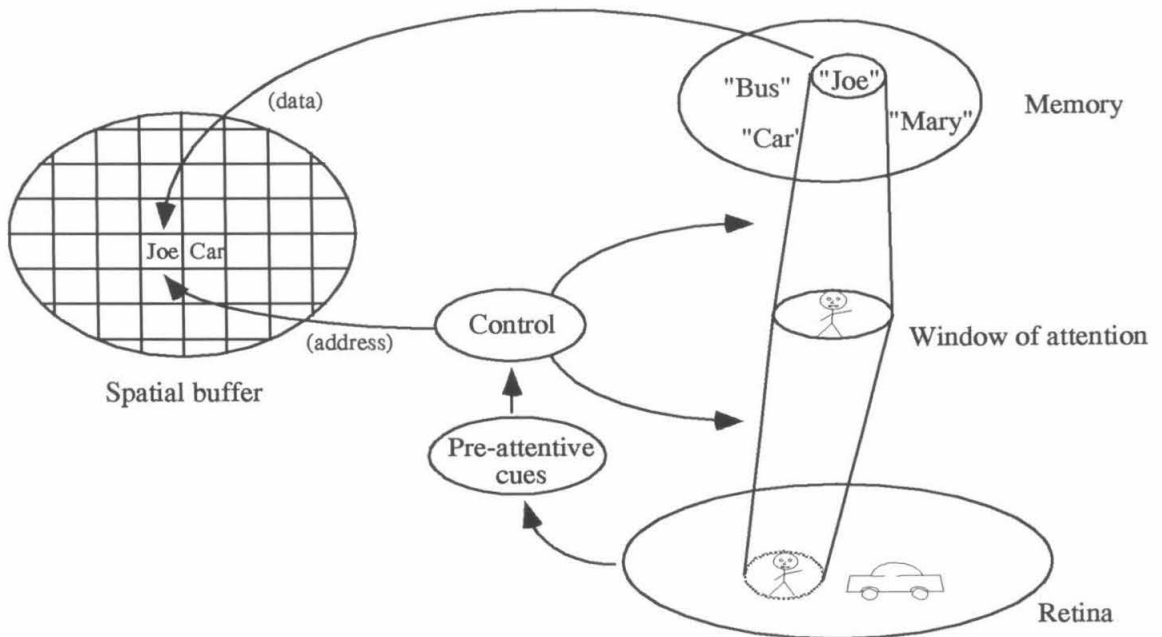 "Bus"
"Joe"
"Mary"
"Car'
Memory
(data)
Joe Car
Control
(address)
Window of attention
Spatial buffer
Pre-attentive
cues
Retina